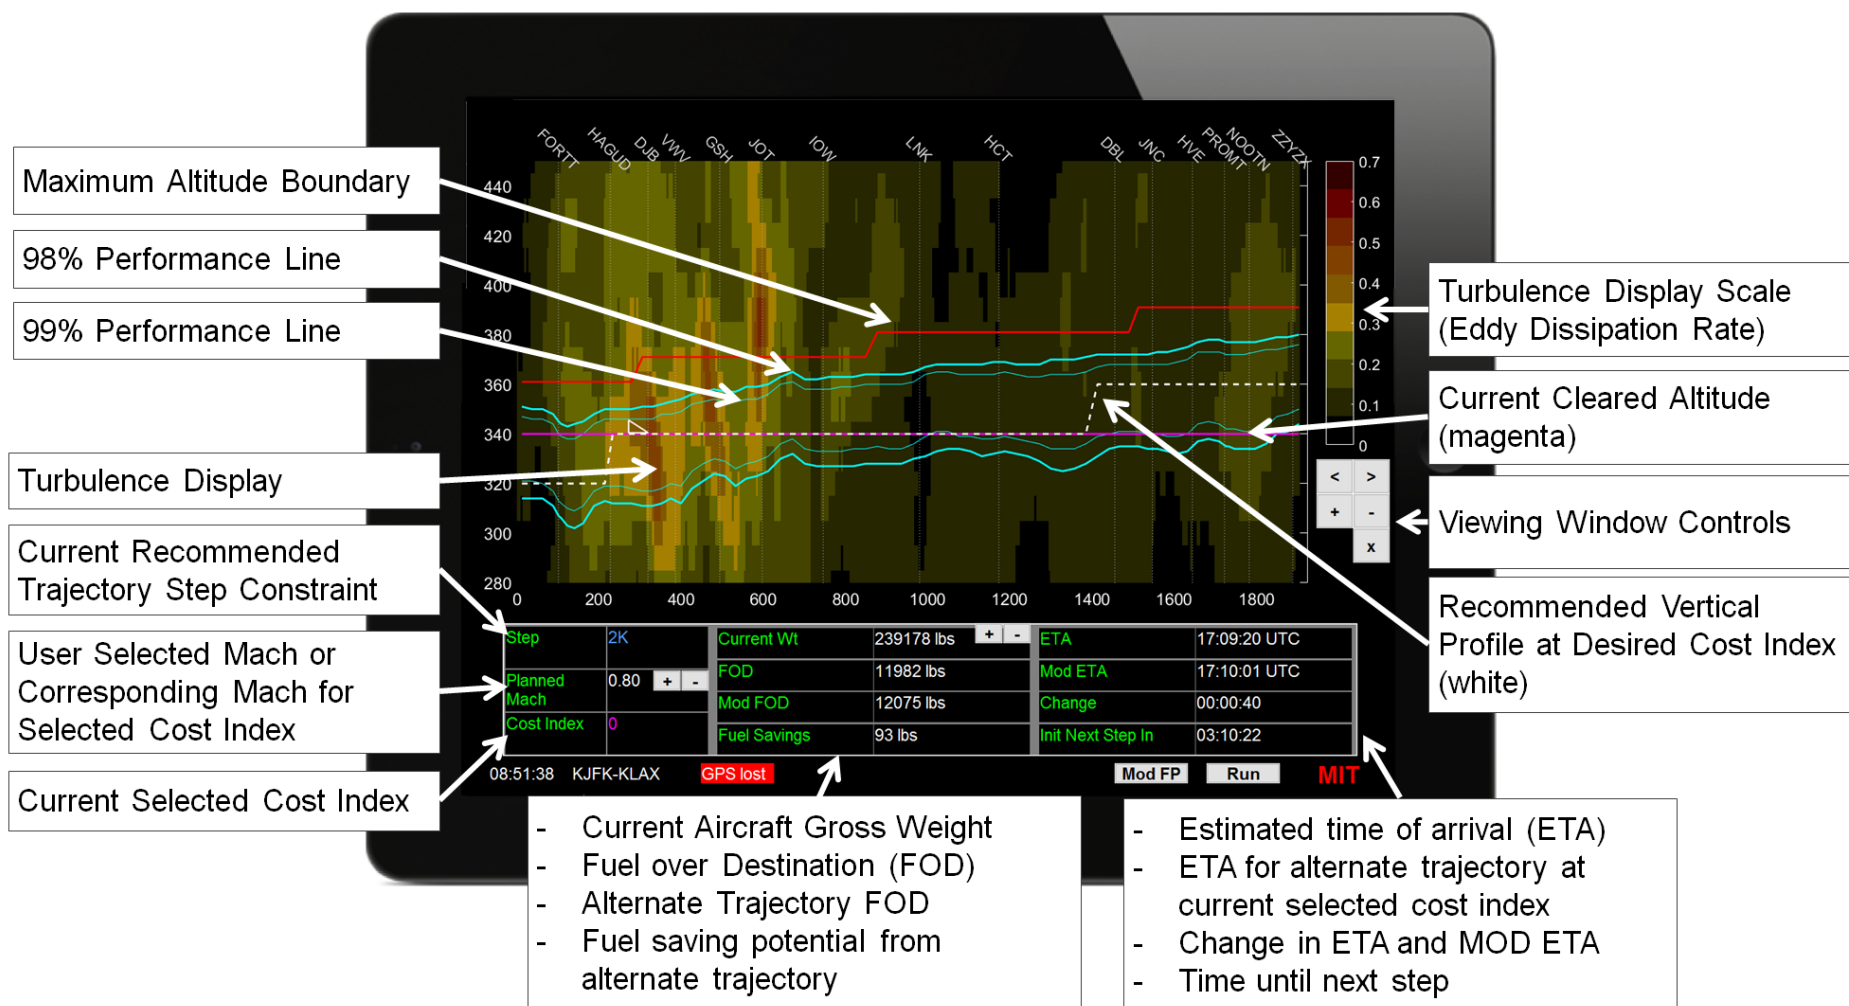 FORTT HAGUD DJB VWV GSH JOT IOW LNK HCT DBL JNC HVE PROMT NOOTN ZZYZX
Maximum Altitude Boundary
98% Performance Line
99% Performance Line
Turbulence Display
Current Recommended
Trajectory Step Constraint
User Selected Mach or
Corresponding Mach for
Selected Cost Index
Current Selected Cost Index
440
420
400
380
360
340
320
300
280
0 200 400 600 800 1000 1200 1400 1600 1800
0.7
0.6
0.5
0.4
0.3
0.2
0.1
0
< >
+ -
x
Turbulence Display Scale
(Eddy Dissipation Rate)
Current Cleared Altitude
(magenta)
Viewing Window Controls
Recommended Vertical
Profile at Desired Cost Index
(white)
Step 2K
Planned
Mach
0.80 + -
Cost Index 0
Current Wt 239178 lbs + -
FOD 11982 lbs
Mod FOD 12075 lbs
Fuel Savings 93 lbs
ETA 17:09:20 UTC
Mod ETA 17:10:01 UTC
Change 00:00:40
Init Next Step In 03:10:22
08:51:38 KJFK-KLAX GPS lost Mod FP Run MIT
- Current Aircraft Gross Weight
- Fuel over Destination (FOD)
- Alternate Trajectory FOD
- Fuel saving potential from
alternate trajectory
- Estimated time of arrival (ETA)
- ETA for alternate trajectory at
current selected cost index
- Change in ETA and MOD ETA
- Time until next step